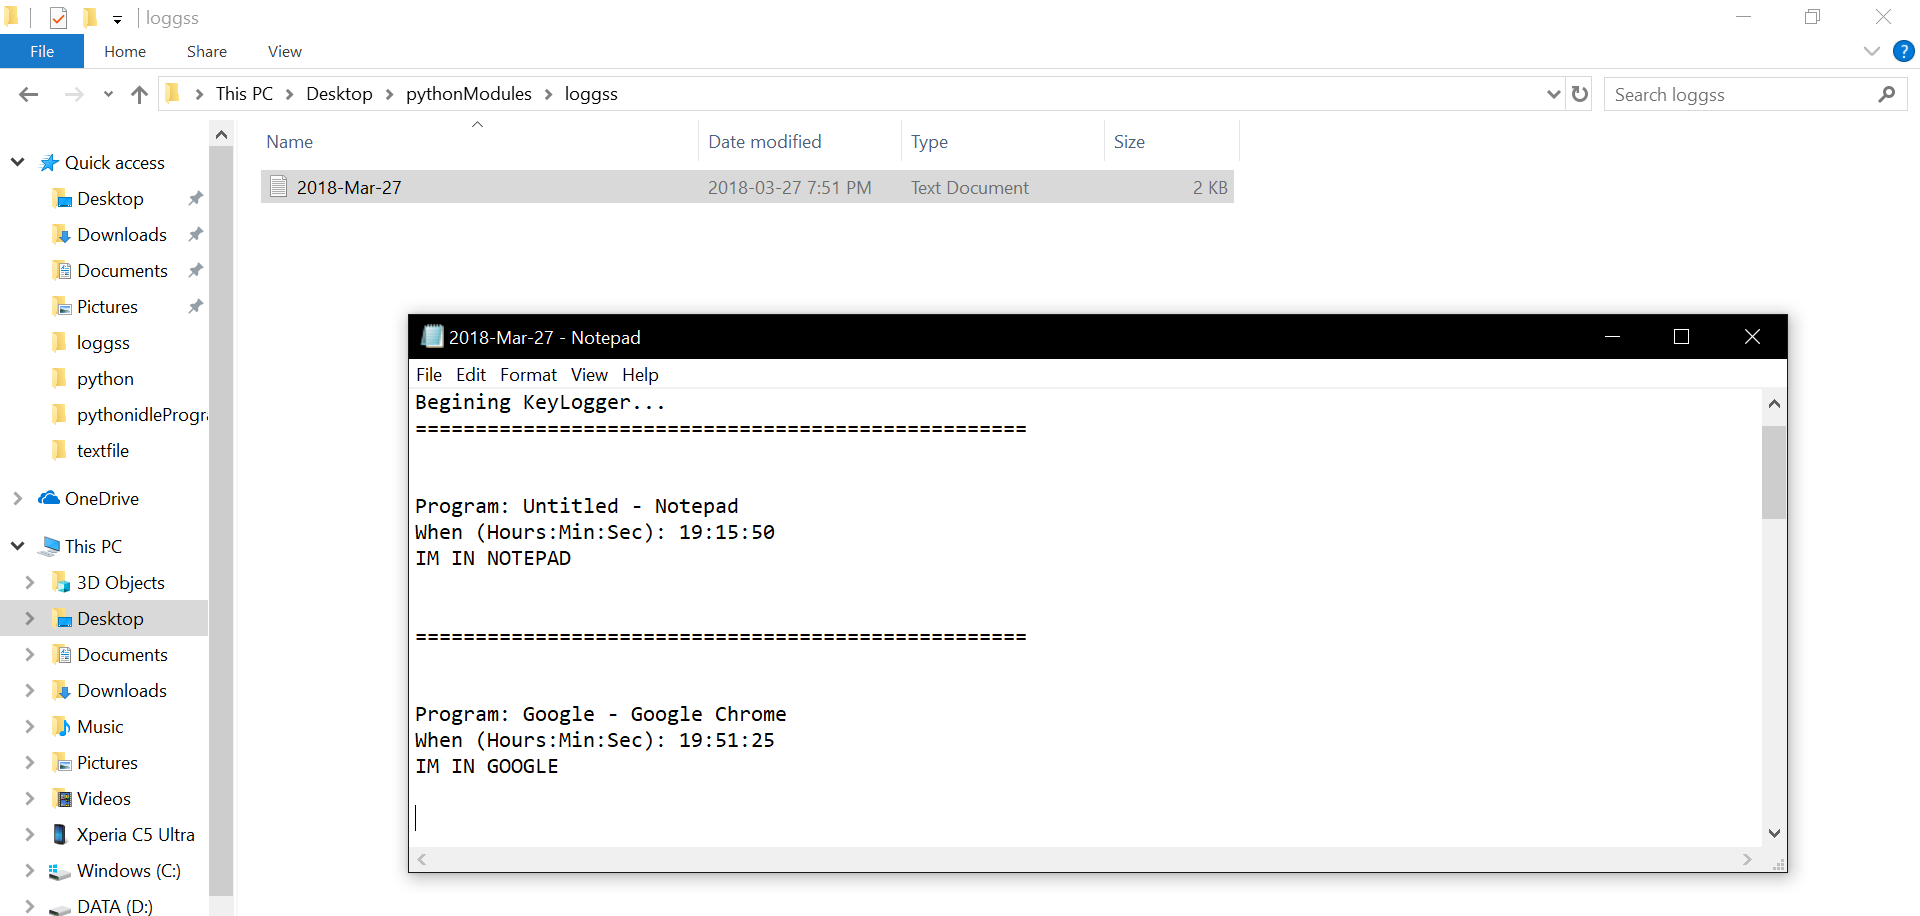 loggss
File Home Share View
This PC > Desktop > pythonModules > loggss
Search loggss
Name Date modified Type Size
2018-Mar-27 2018-03-27 7:51 PM Text Document 2 KB
Quick access
Desktop
Downloads
Documents
Pictures
loggss
python
pythonidleProgr
textfile
OneDrive
This PC
3D Objects
Desktop
Documents
Downloads
Music
Pictures
Videos
Xperia C5 Ultra
Windows (C:)
DATA (D:)
2018-Mar-27 - Notepad
File Edit Format View Help
Begining KeyLogger...
===================================================
Program: Untitled - Notepad
When (Hours:Min:Sec): 19:15:50
IM IN NOTEPAD
===================================================
Program: Google - Google Chrome
When (Hours:Min:Sec): 19:51:25
IM IN GOOGLE